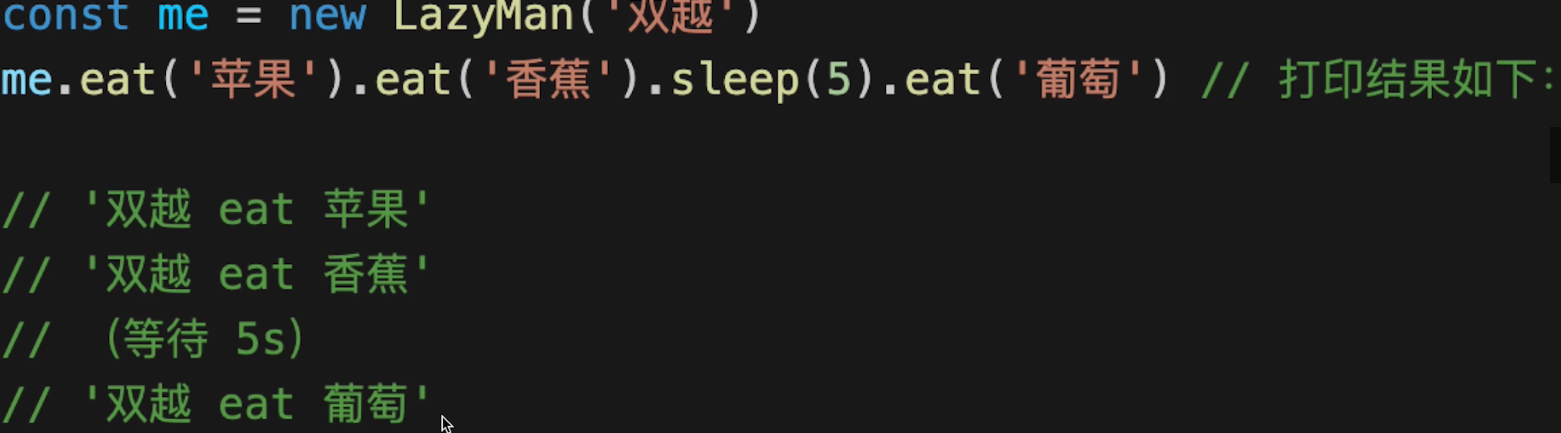 const me = new LazyMan('双越')
me.eat('苹果').eat('香蕉').sleep(5).eat('葡萄') // 打印结果如下:
// '双越 eat 苹果'
// '双越 eat 香蕉'
// (等待 5s)
// '双越 eat 葡萄'